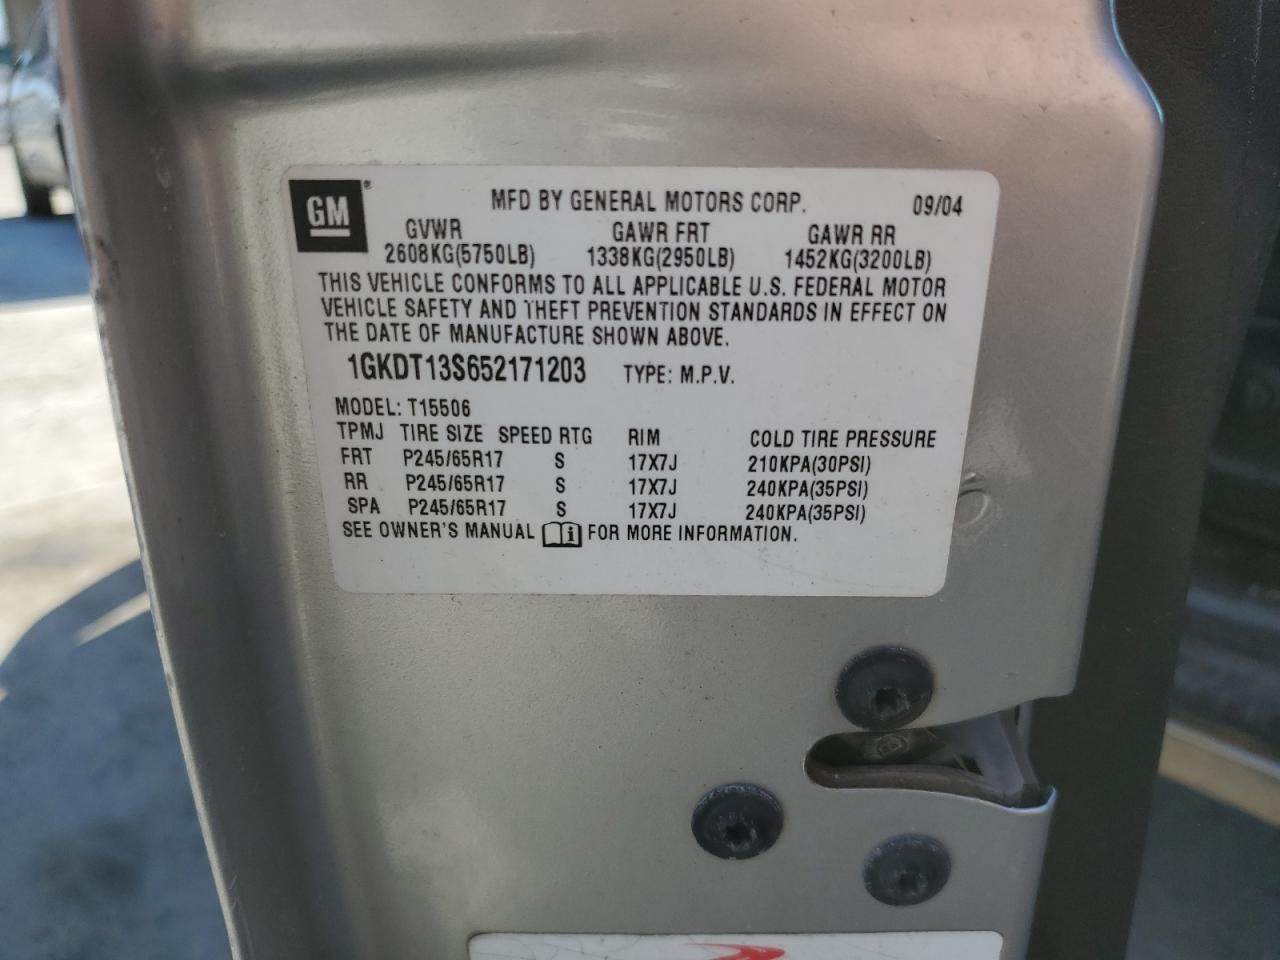 GM® MFD BY GENERAL MOTORS CORP. 09/04
GVWR GAWR FRT GAWR RR
2608KG(5750LB) 1338KG(2950LB) 1452KG(3200LB)
THIS VEHICLE CONFORMS TO ALL APPLICABLE U.S. FEDERAL MOTOR
VEHICLE SAFETY AND THEFT PREVENTION STANDARDS IN EFFECT ON
THE DATE OF MANUFACTURE SHOWN ABOVE.
1GKDT13S652171203 TYPE: M.P.V.
MODEL: T15506
TPMJ TIRE SIZE SPEED RTG RIM COLD TIRE PRESSURE
FRT P245/65R17 S 17X7J 210KPA(30PSI)
RR P245/65R17 S 17X7J 240KPA(35PSI)
SPA P245/65R17 S 17X7J 240KPA(35PSI)
SEE OWNER'S MANUAL i FOR MORE INFORMATION.